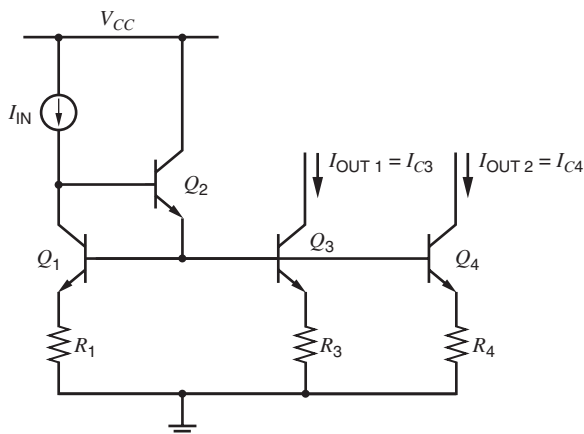 V_CC
I_IN
I_OUT 1 = I_C3
I_OUT 2 = I_C4
Q_2
Q_1
Q_3
Q_4
R_1
R_3
R_4